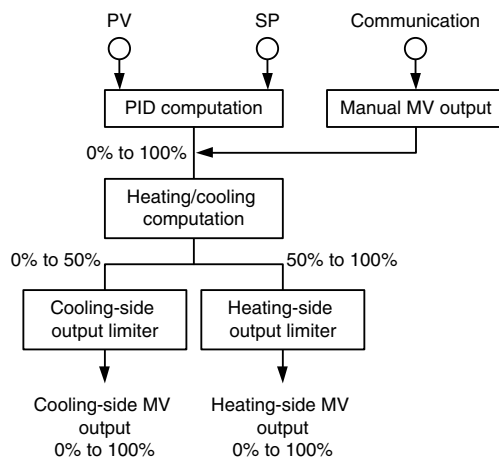 PV
SP
Communication
PID computation
Manual MV output
0% to 100%
Heating/cooling
computation
0% to 50%
50% to 100%
Cooling-side
output limiter
Heating-side
output limiter
Cooling-side MV
output
0% to 100%
Heating-side MV
output
0% to 100%